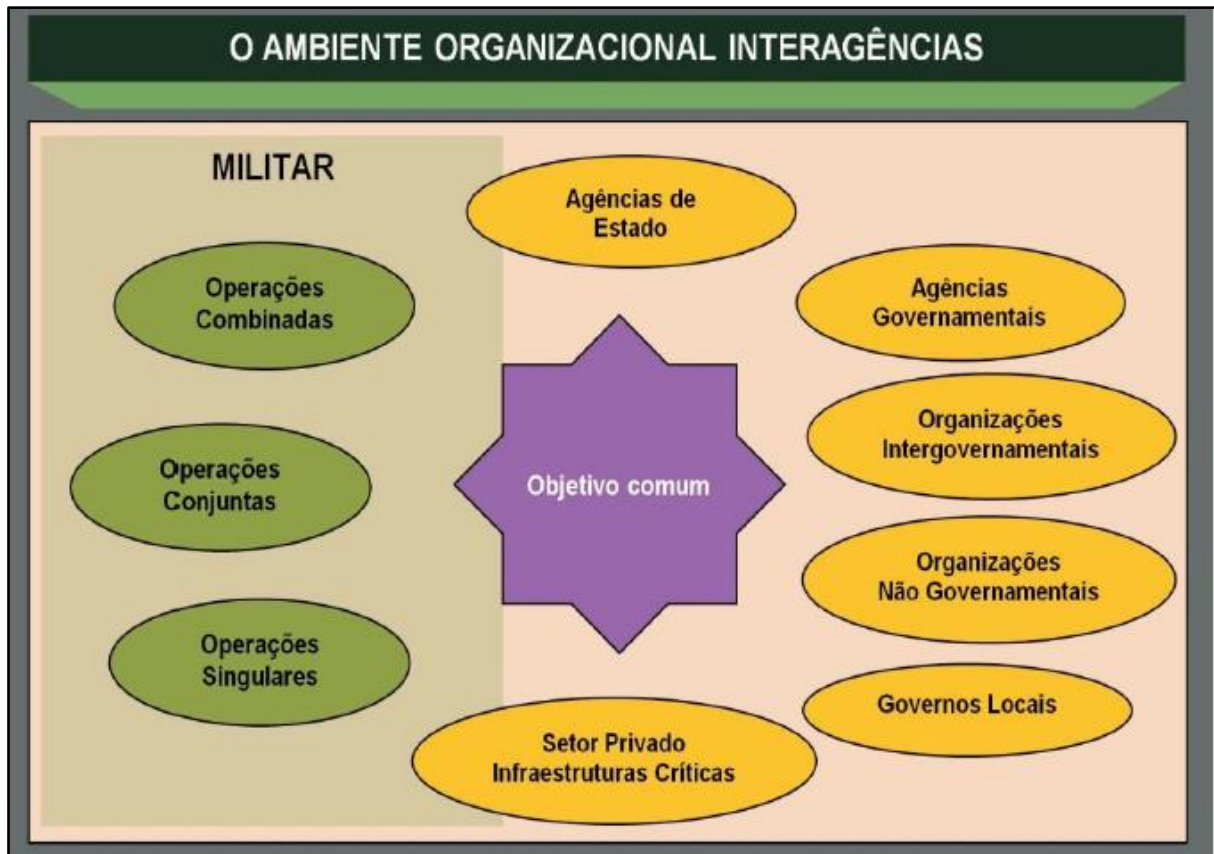 O AMBIENTE ORGANIZACIONAL INTERAGÊNCIAS
MILITAR
Operações
Combinadas
Operações
Conjuntas
Operações
Singulares
Agências de
Estado
Objetivo comum
Setor Privado
Infraestruturas Críticas
Agências
Governamentais
Organizações
Intergovernamentais
Organizações
Não Governamentais
Governos Locais